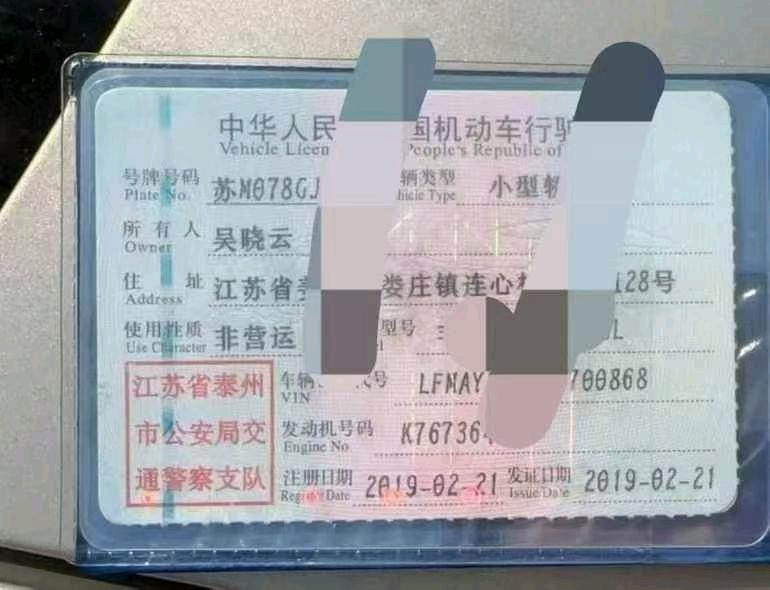 中华人民 国机动车行驶
Vehicle Licen People's Republic of
号牌号码 苏M078GJ 辆类型 小型轿
Plate No. hicle Type
所有人 吴晓云
Owner
住址 江苏省姜 娄庄镇连心村 128号
Address
使用性质 非营运 型号 L
Use Character
江苏省泰州
市公安局交
通警察支队
车辆 代号 LFMAY 700868
VIN
发动机号码 K76736
Engine No
注册日期 2019-02-21 发证日期 2019-02-21
Register Date Issue Date